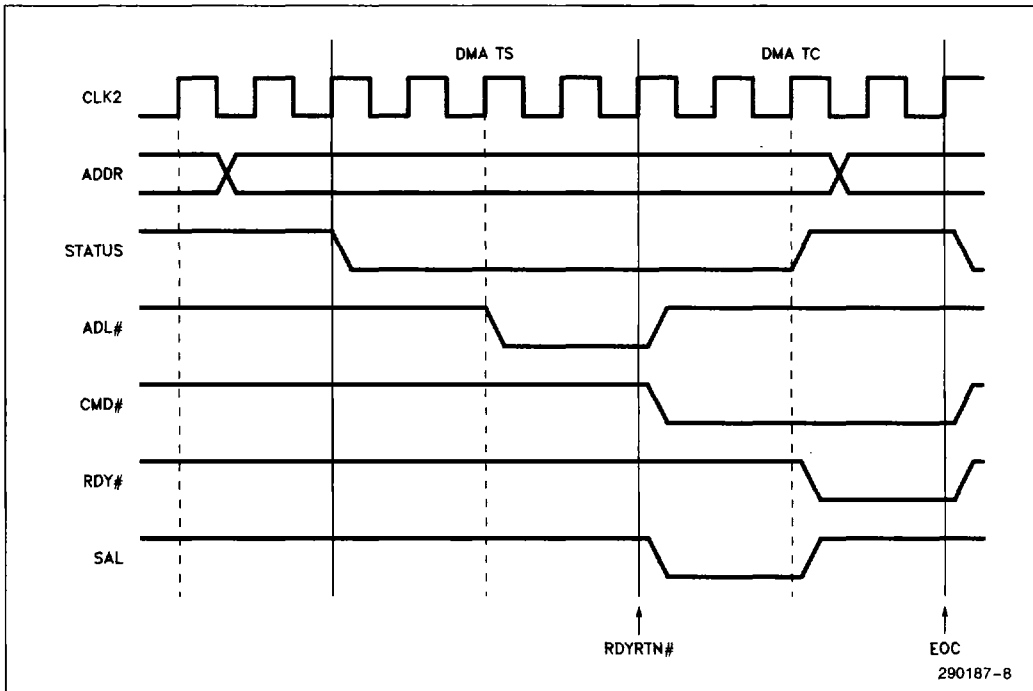 DMA TS DMA TC
CLK2
ADDR
STATUS
ADL#
CMD#
RDY#
SAL
RDYRTN# EOC
290187-8